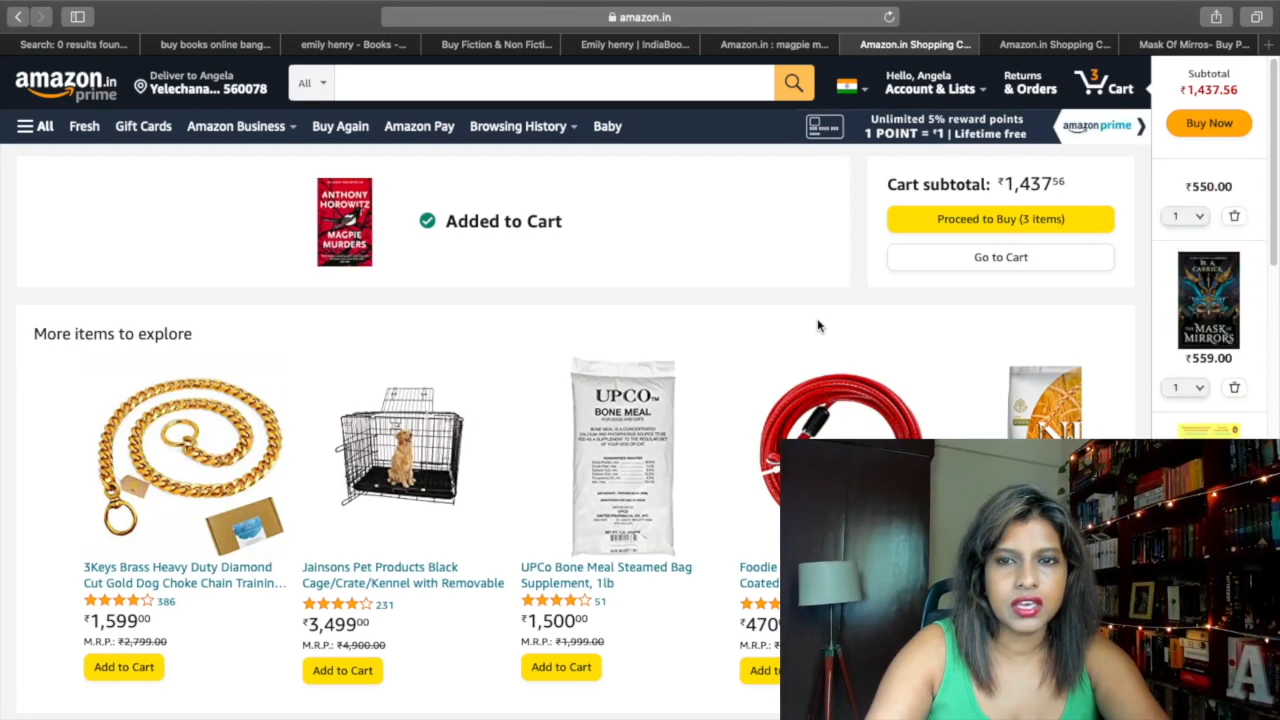 amazon.in
Search: 0 results foun...
buy books online bang...
emily henry - Books -...
Buy Fiction & Non Ficti...
Emily henry | IndiaBoo...
Amazon.in : magpie m...
Amazon.in Shopping C...
Amazon.in Shopping C...
Mask Of Mirros- Buy P...
amazon.in
prime
Deliver to Angela
Yelechana... 560078
All
Hello, Angela
Account & Lists
Returns
& Orders
3
Cart
Subtotal
₹1,437.56
Buy Now
All
Fresh
Gift Cards
Amazon Business
Buy Again
Amazon Pay
Browsing History
Baby
Unlimited 5% reward points
1 POINT = ₹1 | Lifetime free
amazon prime
ANTHONY
HOROWITZ
MAGPIE
MURDERS
Added to Cart
Cart subtotal: ₹1,43756
Proceed to Buy (3 items)
Go to Cart
₹550.00
1
M. A.
CARRICK
THE MASK OF
MIRRORS
₹559.00
1
More items to explore
UPCO™
BONE MEAL
3Keys Brass Heavy Duty Diamond
Cut Gold Dog Choke Chain Trainin...
386
₹1,59900
M.R.P.: ₹2,799.00
Add to Cart
Jainsons Pet Products Black
Cage/Crate/Kennel with Removable
231
₹3,49900
M.R.P.: ₹4,900.00
Add to Cart
UPCo Bone Meal Steamed Bag
Supplement, 1lb
51
₹1,50000
M.R.P.: ₹1,999.00
Add to Cart
Foodie
Coated
₹470
M.R.P.:
Add to
A